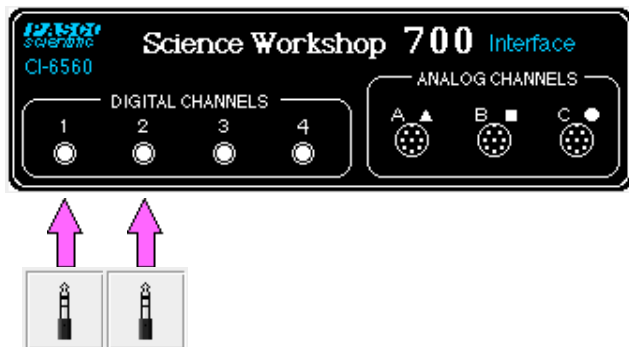 PASCO
scientific
CI-6560
Science Workshop 700 Interface
DIGITAL CHANNELS
1 2 3 4
ANALOG CHANNELS
A B C